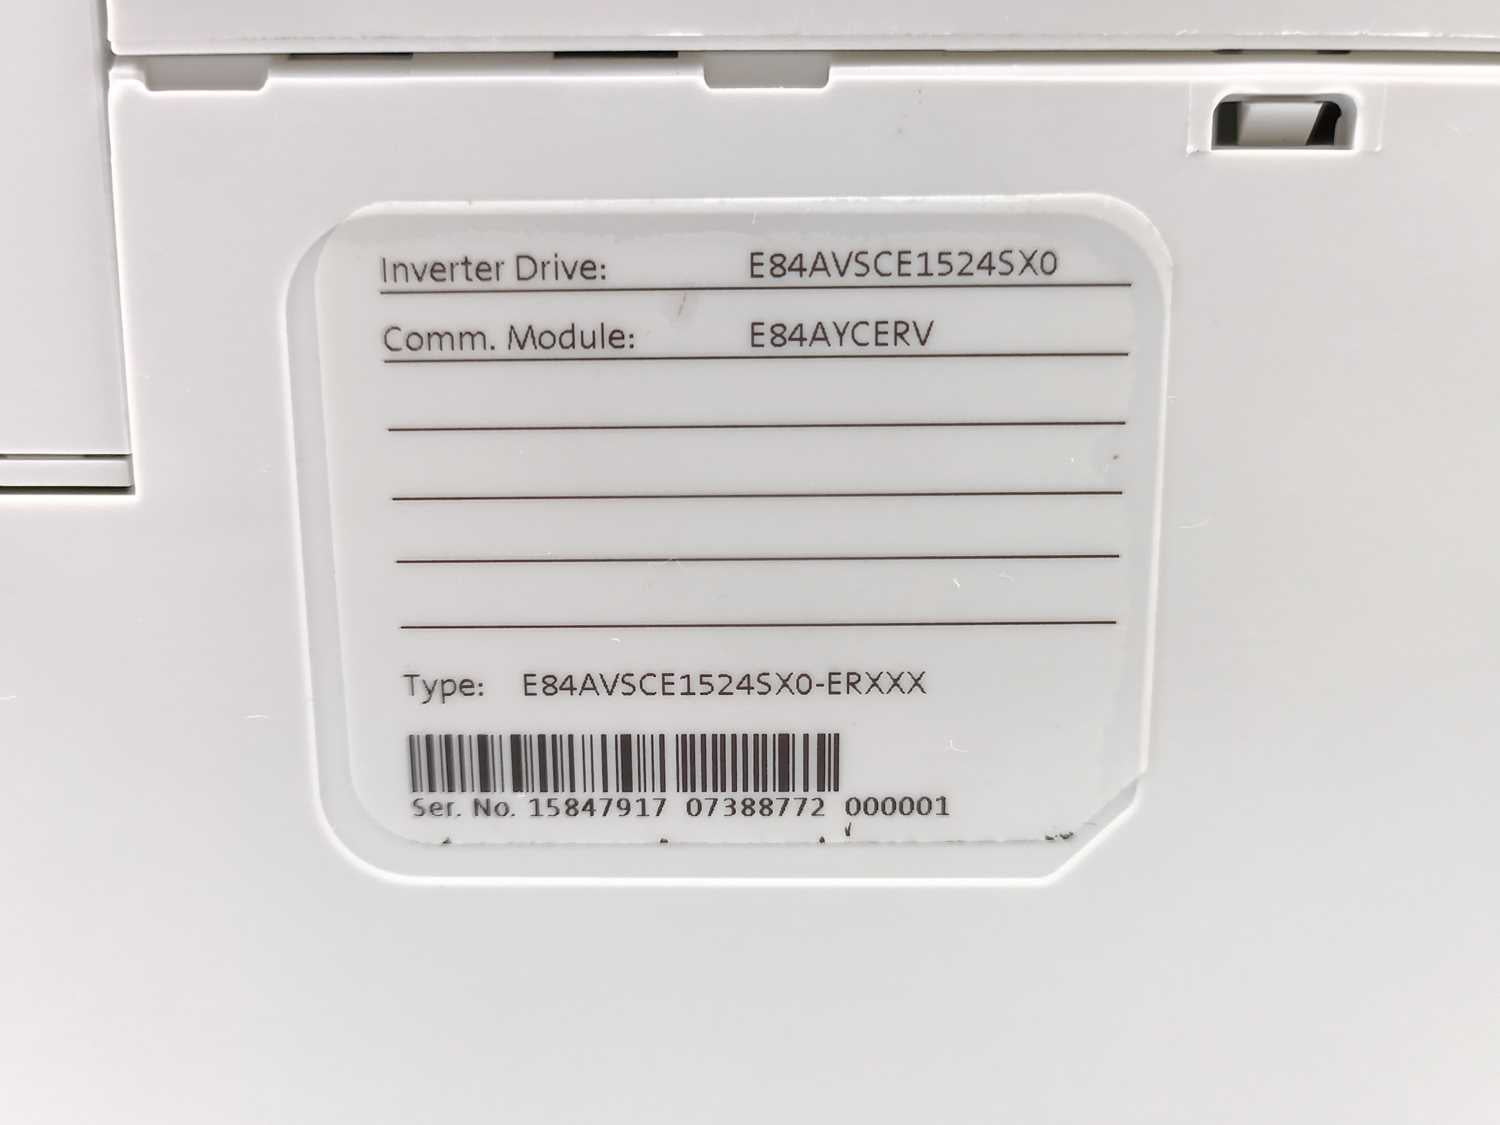 Inverter Drive: E84AVSCE1524SX0
Comm. Module: E84AYCERV
Type: E84AVSCE1524SX0-ERXXX
Ser. No. 15847917 07388772 000001